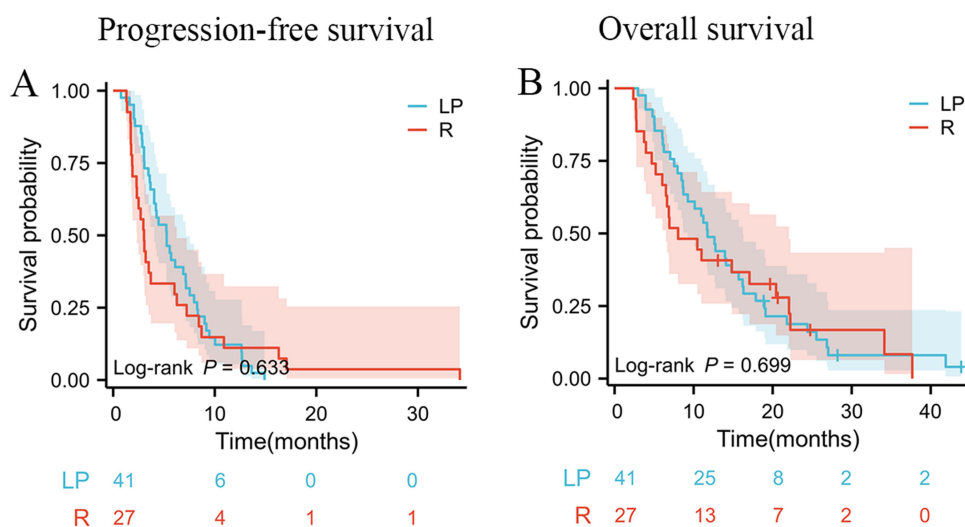 Progression-free survival
Overall survival
A
LP
R
Survival probability
1.00
0.75
0.50
0.25
0.00
Log-rank P = 0.633
0 10 20 30
Time(months)
LP 41 6 0 0
R 27 4 1 1
B
LP
R
Survival probability
1.00
0.75
0.50
0.25
0.00
Log-rank P = 0.699
0 10 20 30 40
Time(months)
LP 41 25 8 2 2
R 27 13 7 2 0